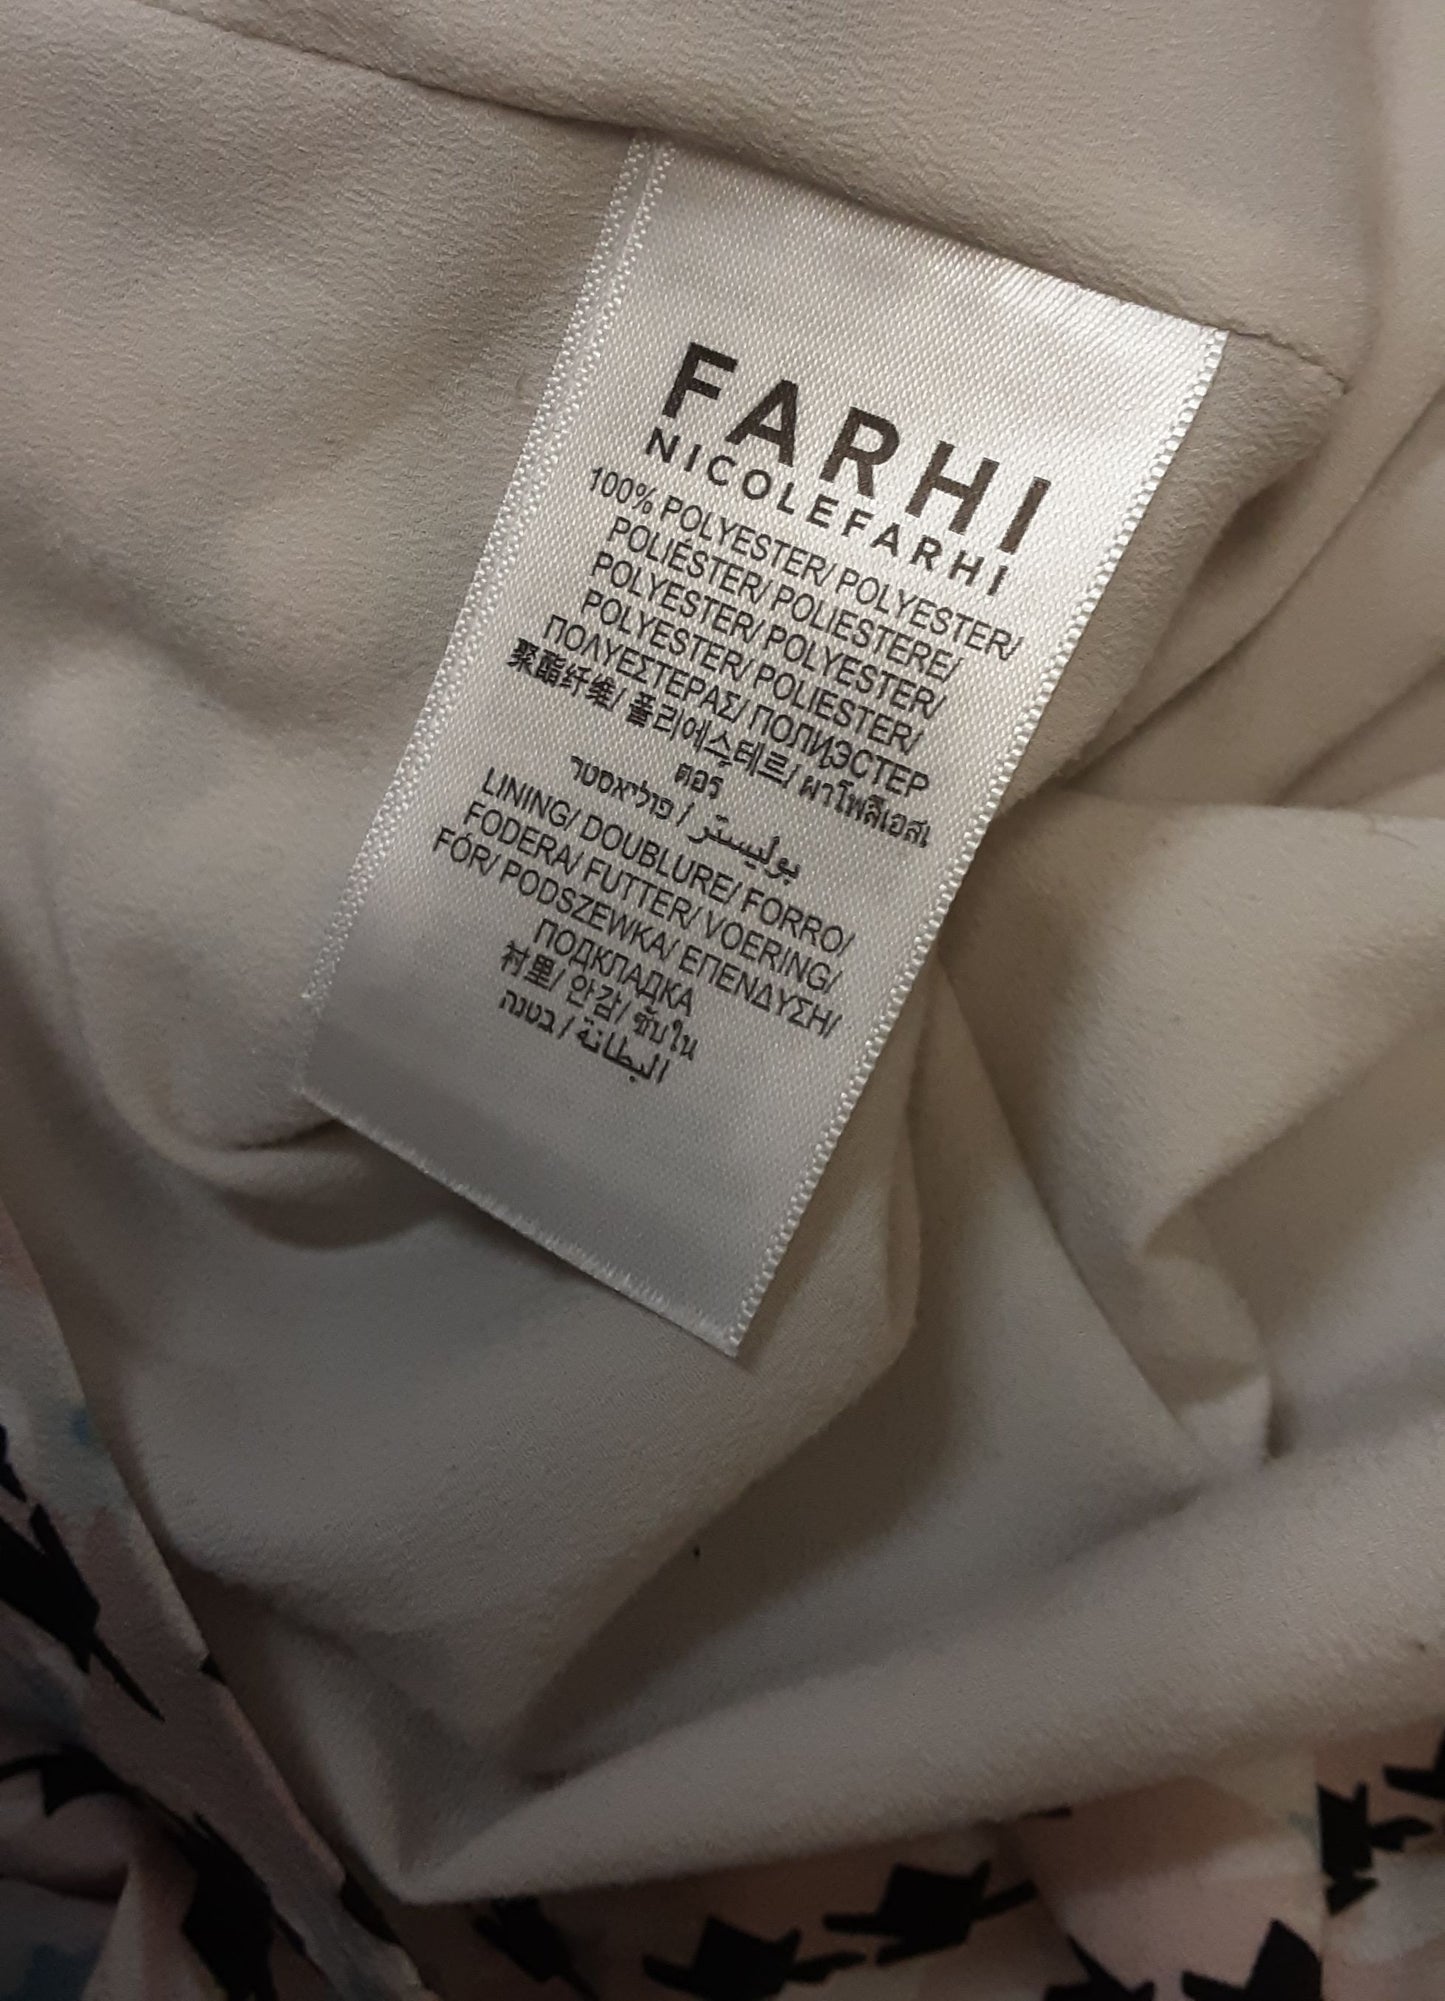 FARHI
NICOLEFARHI
100% POLYESTER/ POLYESTER/
POLIÉSTER/ POLIESTERE/
POLYESTER/ POLYESTER/
POLYESTER/ POLIESTER/
ΠΟΛΥΕΣΤΕΡΑΣ/ ПОЛИЭСТЕР
聚酯纤维/ 폴리에스테르/ ผ้าโพลีเอสเ
ตอร์
بوليستر / פוליאסטר
LINING/ DOUBLURE/ FORRO/
FODERA/ FUTTER/ VOERING/
FÓR/ PODSZEWKA/ ΕΠΕΝΔΥΣΗ/
ПОДКЛАДКА
衬里/ 안감/ ซับใน
البطانة / בטנה